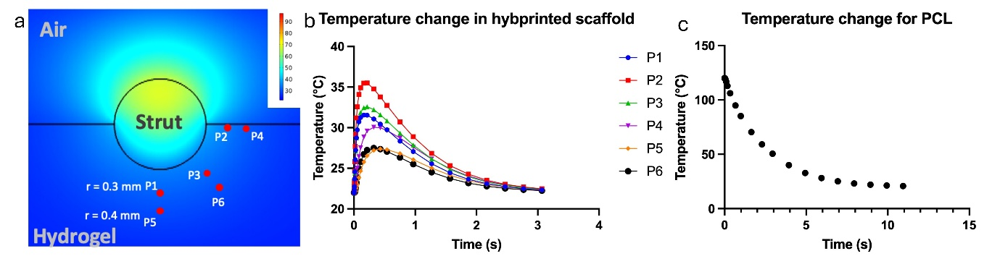 a
Air
90
80
70
60
50
40
30
Strut
P2
P4
P3
r = 0.3 mm P1
P6
r = 0.4 mm
P5
Hydrogel
b
Temperature change in hybprinted scaffold
Temperature (°C)
40
35
30
25
20
0
1
2
3
4
Time (s)
P1
P2
P3
P4
P5
P6
c
Temperature change for PCL
Temperature (°C)
150
100
50
0
0
5
10
15
Time (s)